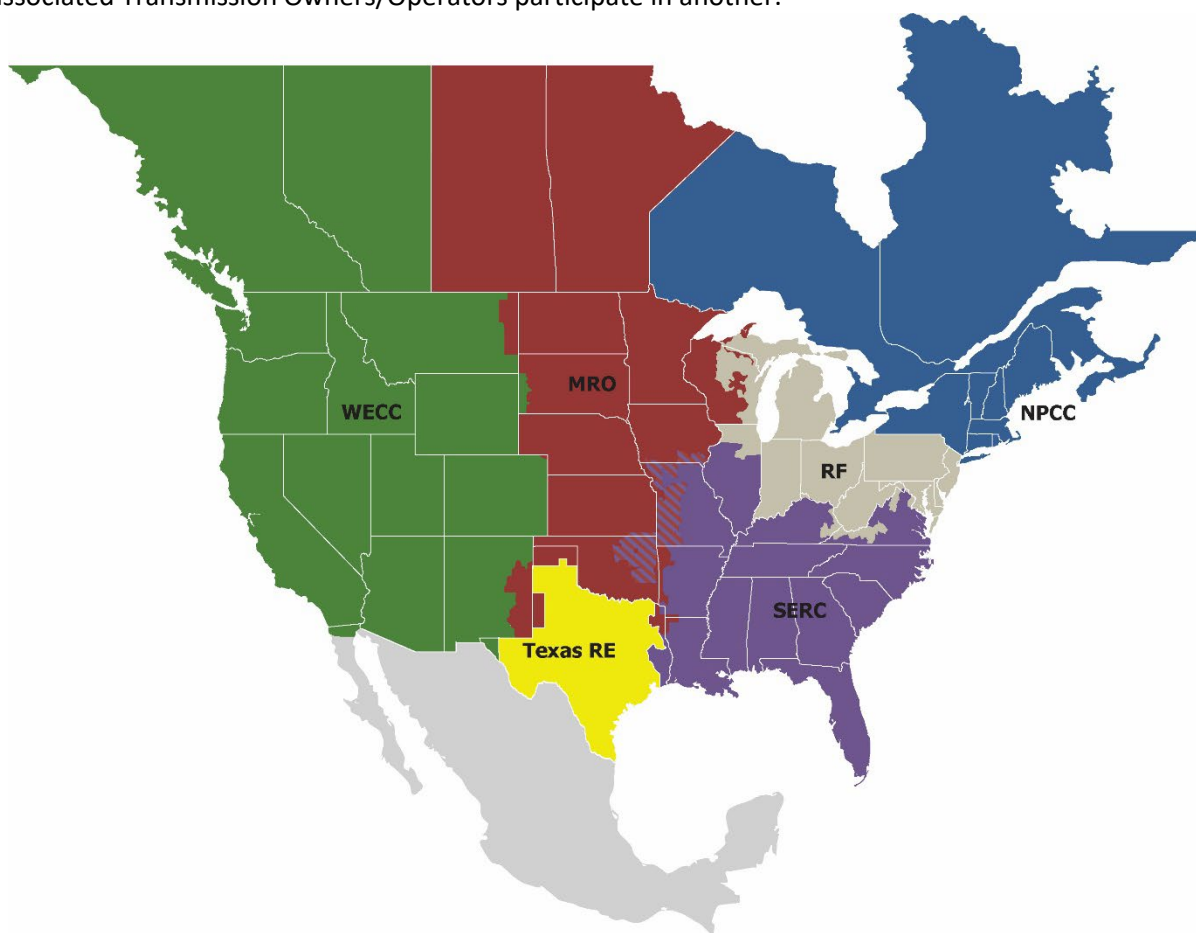 associated Transmission Owners/Operators participate in another.
NPCC
MRO
WECC
RF
SERC
Texas RE